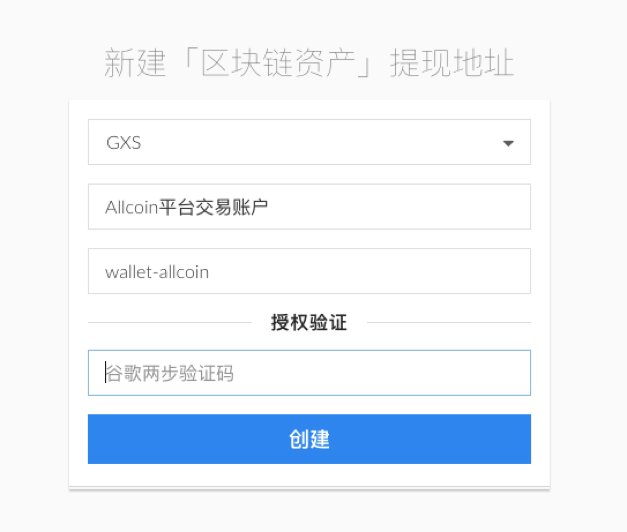 新建「区块链资产」提现地址
GXS
Allcoin平台交易账户
wallet-allcoin
授权验证
谷歌两步验证码
创建